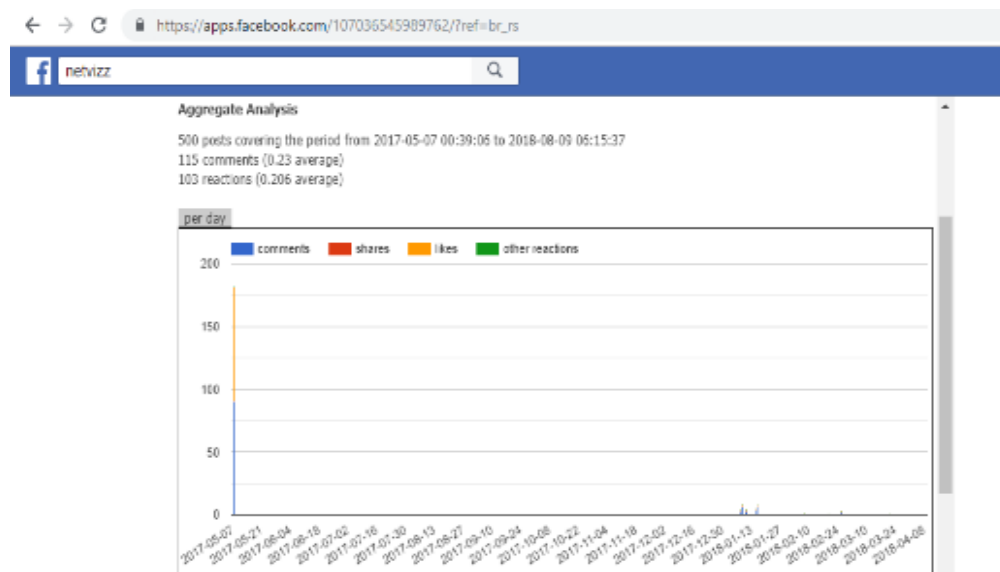 https://apps.facebook.com/107036545989762/?ref=br_rs
f netvizz
Aggregate Analysis
500 posts covering the period from 2017-05-07 00:39:06 to 2018-08-09 06:15:37
115 comments (0.23 average)
103 reactions (0.206 average)
per day
comments shares likes other reactions
200
150
100
50
0
2017-05-07 2017-05-21 2017-06-04 2017-06-18 2017-07-02 2017-07-16 2017-07-30 2017-08-13 2017-08-27 2017-09-10 2017-09-24 2017-10-08 2017-10-22 2017-11-04 2017-11-18 2017-12-02 2017-12-16 2017-12-30 2018-01-13 2018-01-27 2018-02-10 2018-02-24 2018-03-10 2018-03-24 2018-04-08